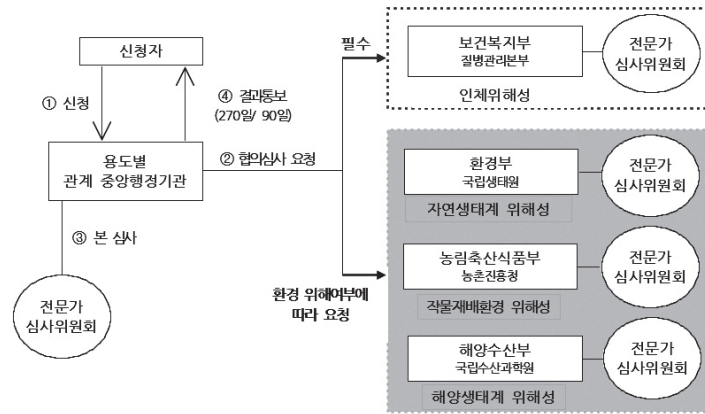 신청자
① 신청
④ 결과통보
(270일/ 90일)
용도별
관계 중앙행정기관
② 협의심사 요청
③ 본 심사
전문가
심사위원회
필수
보건복지부
질병관리본부
전문가
심사위원회
인체위해성
환경 위해여부에
따라 요청
환경부
국립생태원
전문가
심사위원회
자연생태계 위해성
농림축산식품부
농촌진흥청
전문가
심사위원회
작물재배환경 위해성
해양수산부
국립수산과학원
전문가
심사위원회
해양생태계 위해성